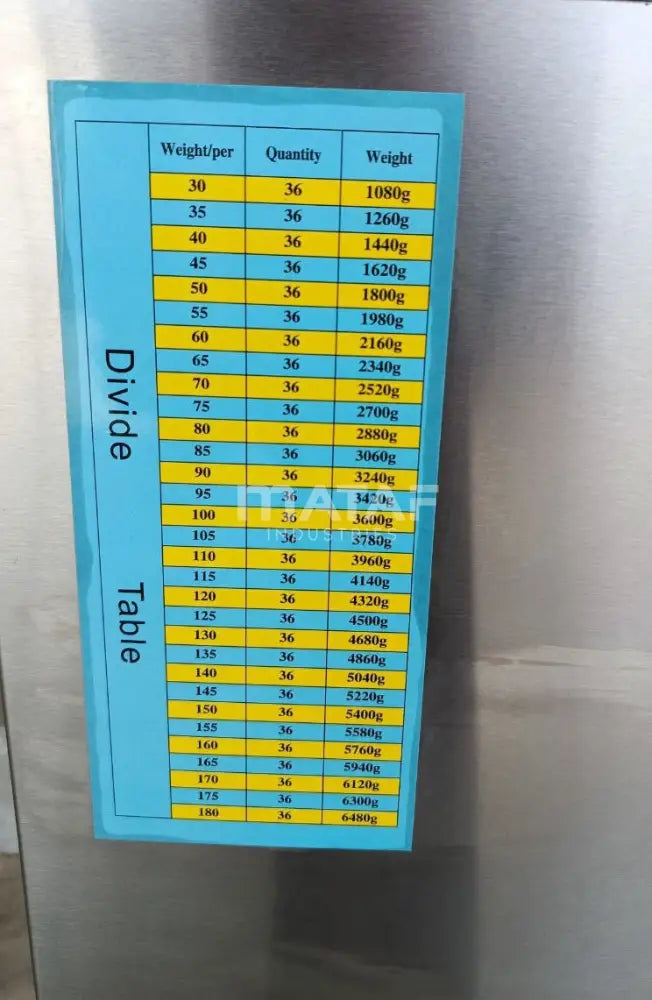 Divide Table
Weight/per Quantity Weight
30 36 1080g
35 36 1260g
40 36 1440g
45 36 1620g
50 36 1800g
55 36 1980g
60 36 2160g
65 36 2340g
70 36 2520g
75 36 2700g
80 36 2880g
85 36 3060g
90 36 3240g
95 36 3420g
100 36 3600g
105 36 3780g
110 36 3960g
115 36 4140g
120 36 4320g
125 36 4500g
130 36 4680g
135 36 4860g
140 36 5040g
145 36 5220g
150 36 5400g
155 36 5580g
160 36 5760g
165 36 5940g
170 36 6120g
175 36 6300g
180 36 6480g
MATAF
INDUSTRIES